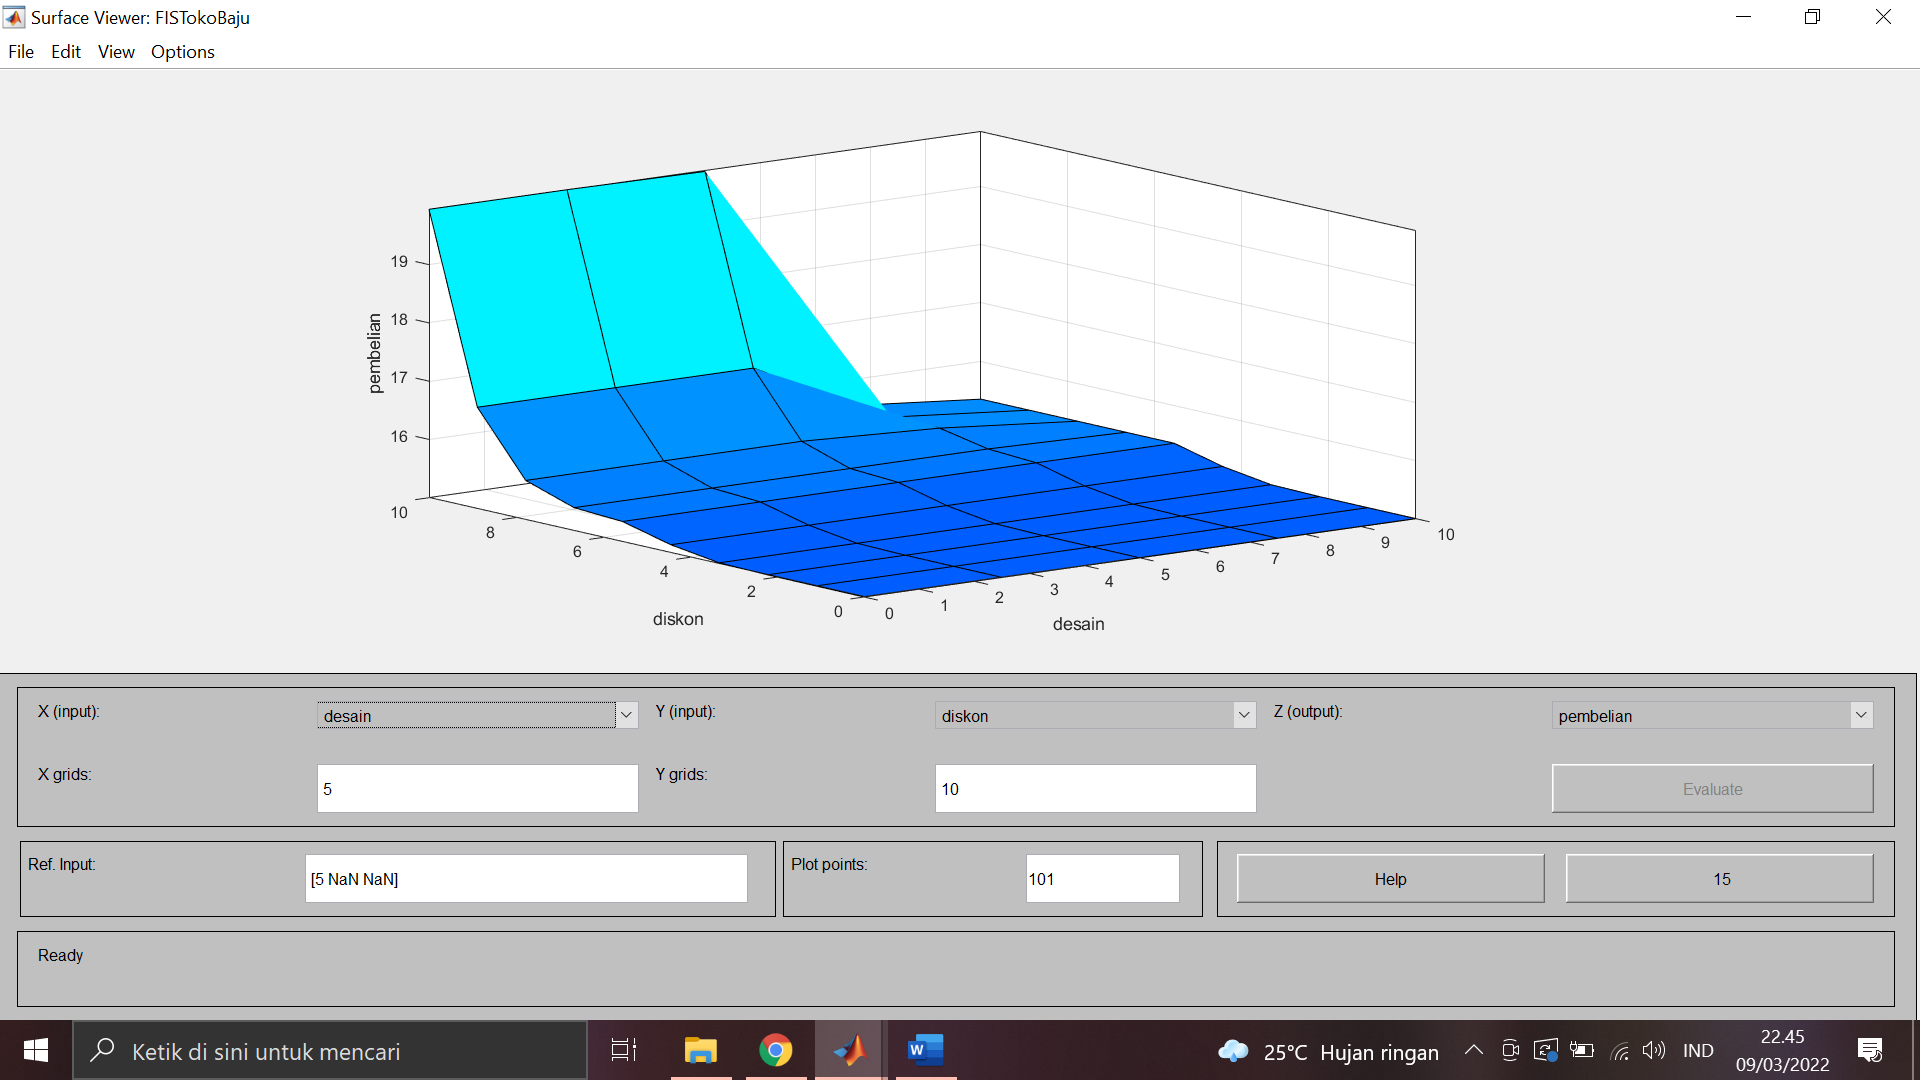 Surface Viewer: FISTokoBaju
File Edit View Options
19
18
17
16
pembelian
10
8
6
4
2
0
diskon
0
1
2
3
4
5
6
7
8
9
10
desain
X (input): desain Y (input): diskon Z (output): pembelian
X grids: 5 Y grids: 10 Evaluate
Ref. Input: [5 NaN NaN] Plot points: 101 Help 15
Ready
Ketik di sini untuk mencari
25°C Hujan ringan
IND
22.45
09/03/2022